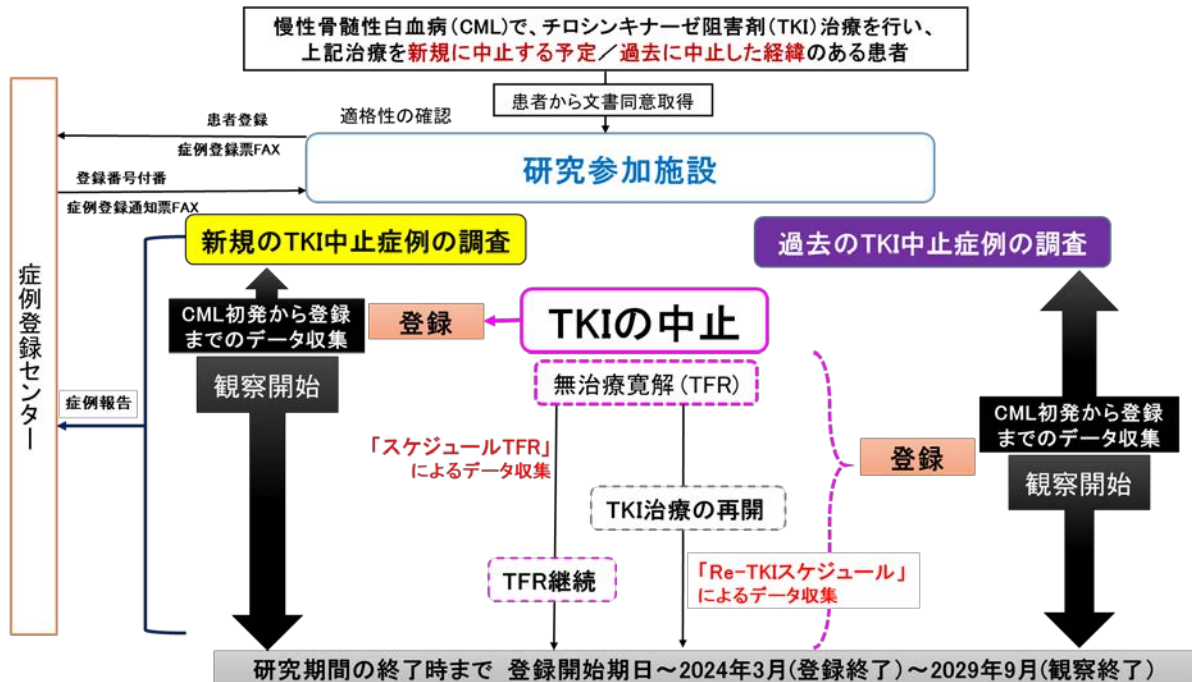 慢性骨髄性白血病(CML)で、チロシンキナーゼ阻害剤(TKI)治療を行い、
上記治療を新規に中止する予定／過去に中止した経緯のある患者
患者から文書同意取得
患者登録
適格性の確認
症例登録票FAX
研究参加施設
登録番号付番
症例登録通知票FAX
新規のTKI中止症例の調査
過去のTKI中止症例の調査
症例登録センター
CML初発から登録
までのデータ収集
登録
TKIの中止
観察開始
無治療寛解(TFR)
症例報告
「スケジュールTFR」
によるデータ収集
CML初発から登録
までのデータ収集
登録
観察開始
TKI治療の再開
TFR継続
「Re-TKIスケジュール」
によるデータ収集
研究期間の終了時まで 登録開始期日～2024年3月(登録終了)～2029年9月(観察終了)